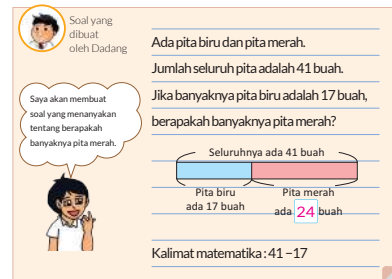 Soal yang
dibuat
oleh Dadang
Ada pita biru dan pita merah.
Jumlah seluruh pita adalah 41 buah.
Jika banyaknya pita biru adalah 17 buah,
berapakah banyaknya pita merah?
Saya akan membuat
soal yang menanyakan
tentang berapakah
banyaknya pita merah.
Seluruhnya ada 41 buah
Pita biru
ada 17 buah
Pita merah
ada 24 buah
Kalimat matematika : 41 – 17